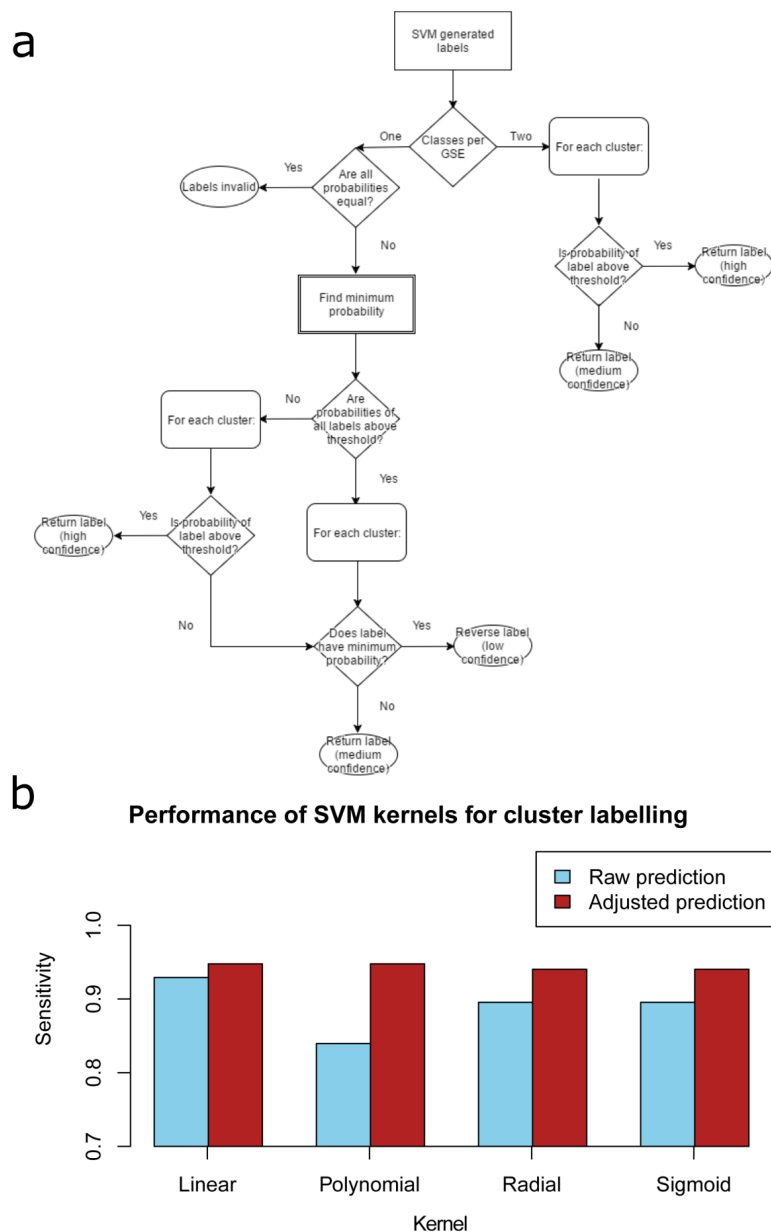 a
SVM generated
labels
One
Classes per
GSE
Two
For each cluster:
Yes
Labels invalid
Are all
probabilities
equal?
No
Is probability of
label above
threshold?
Yes
Return label
(high
confidence)
No
Return label
(medium
confidence)
Find minimum
probability
No
Are
probabilities of
all labels above
threshold?
For each cluster:
Yes
For each cluster:
Yes
Return label
(high
confidence)
Is probability of
label above
threshold?
No
Does label
have minimum
probability?
Yes
Reverse label
(low
confidence)
No
Return label
(medium
confidence)
b
Performance of SVM kernels for cluster labelling
Raw prediction
Adjusted prediction
Sensitivity
1.0
0.9
0.8
0.7
Linear
Polynomial
Radial
Sigmoid
Kernel